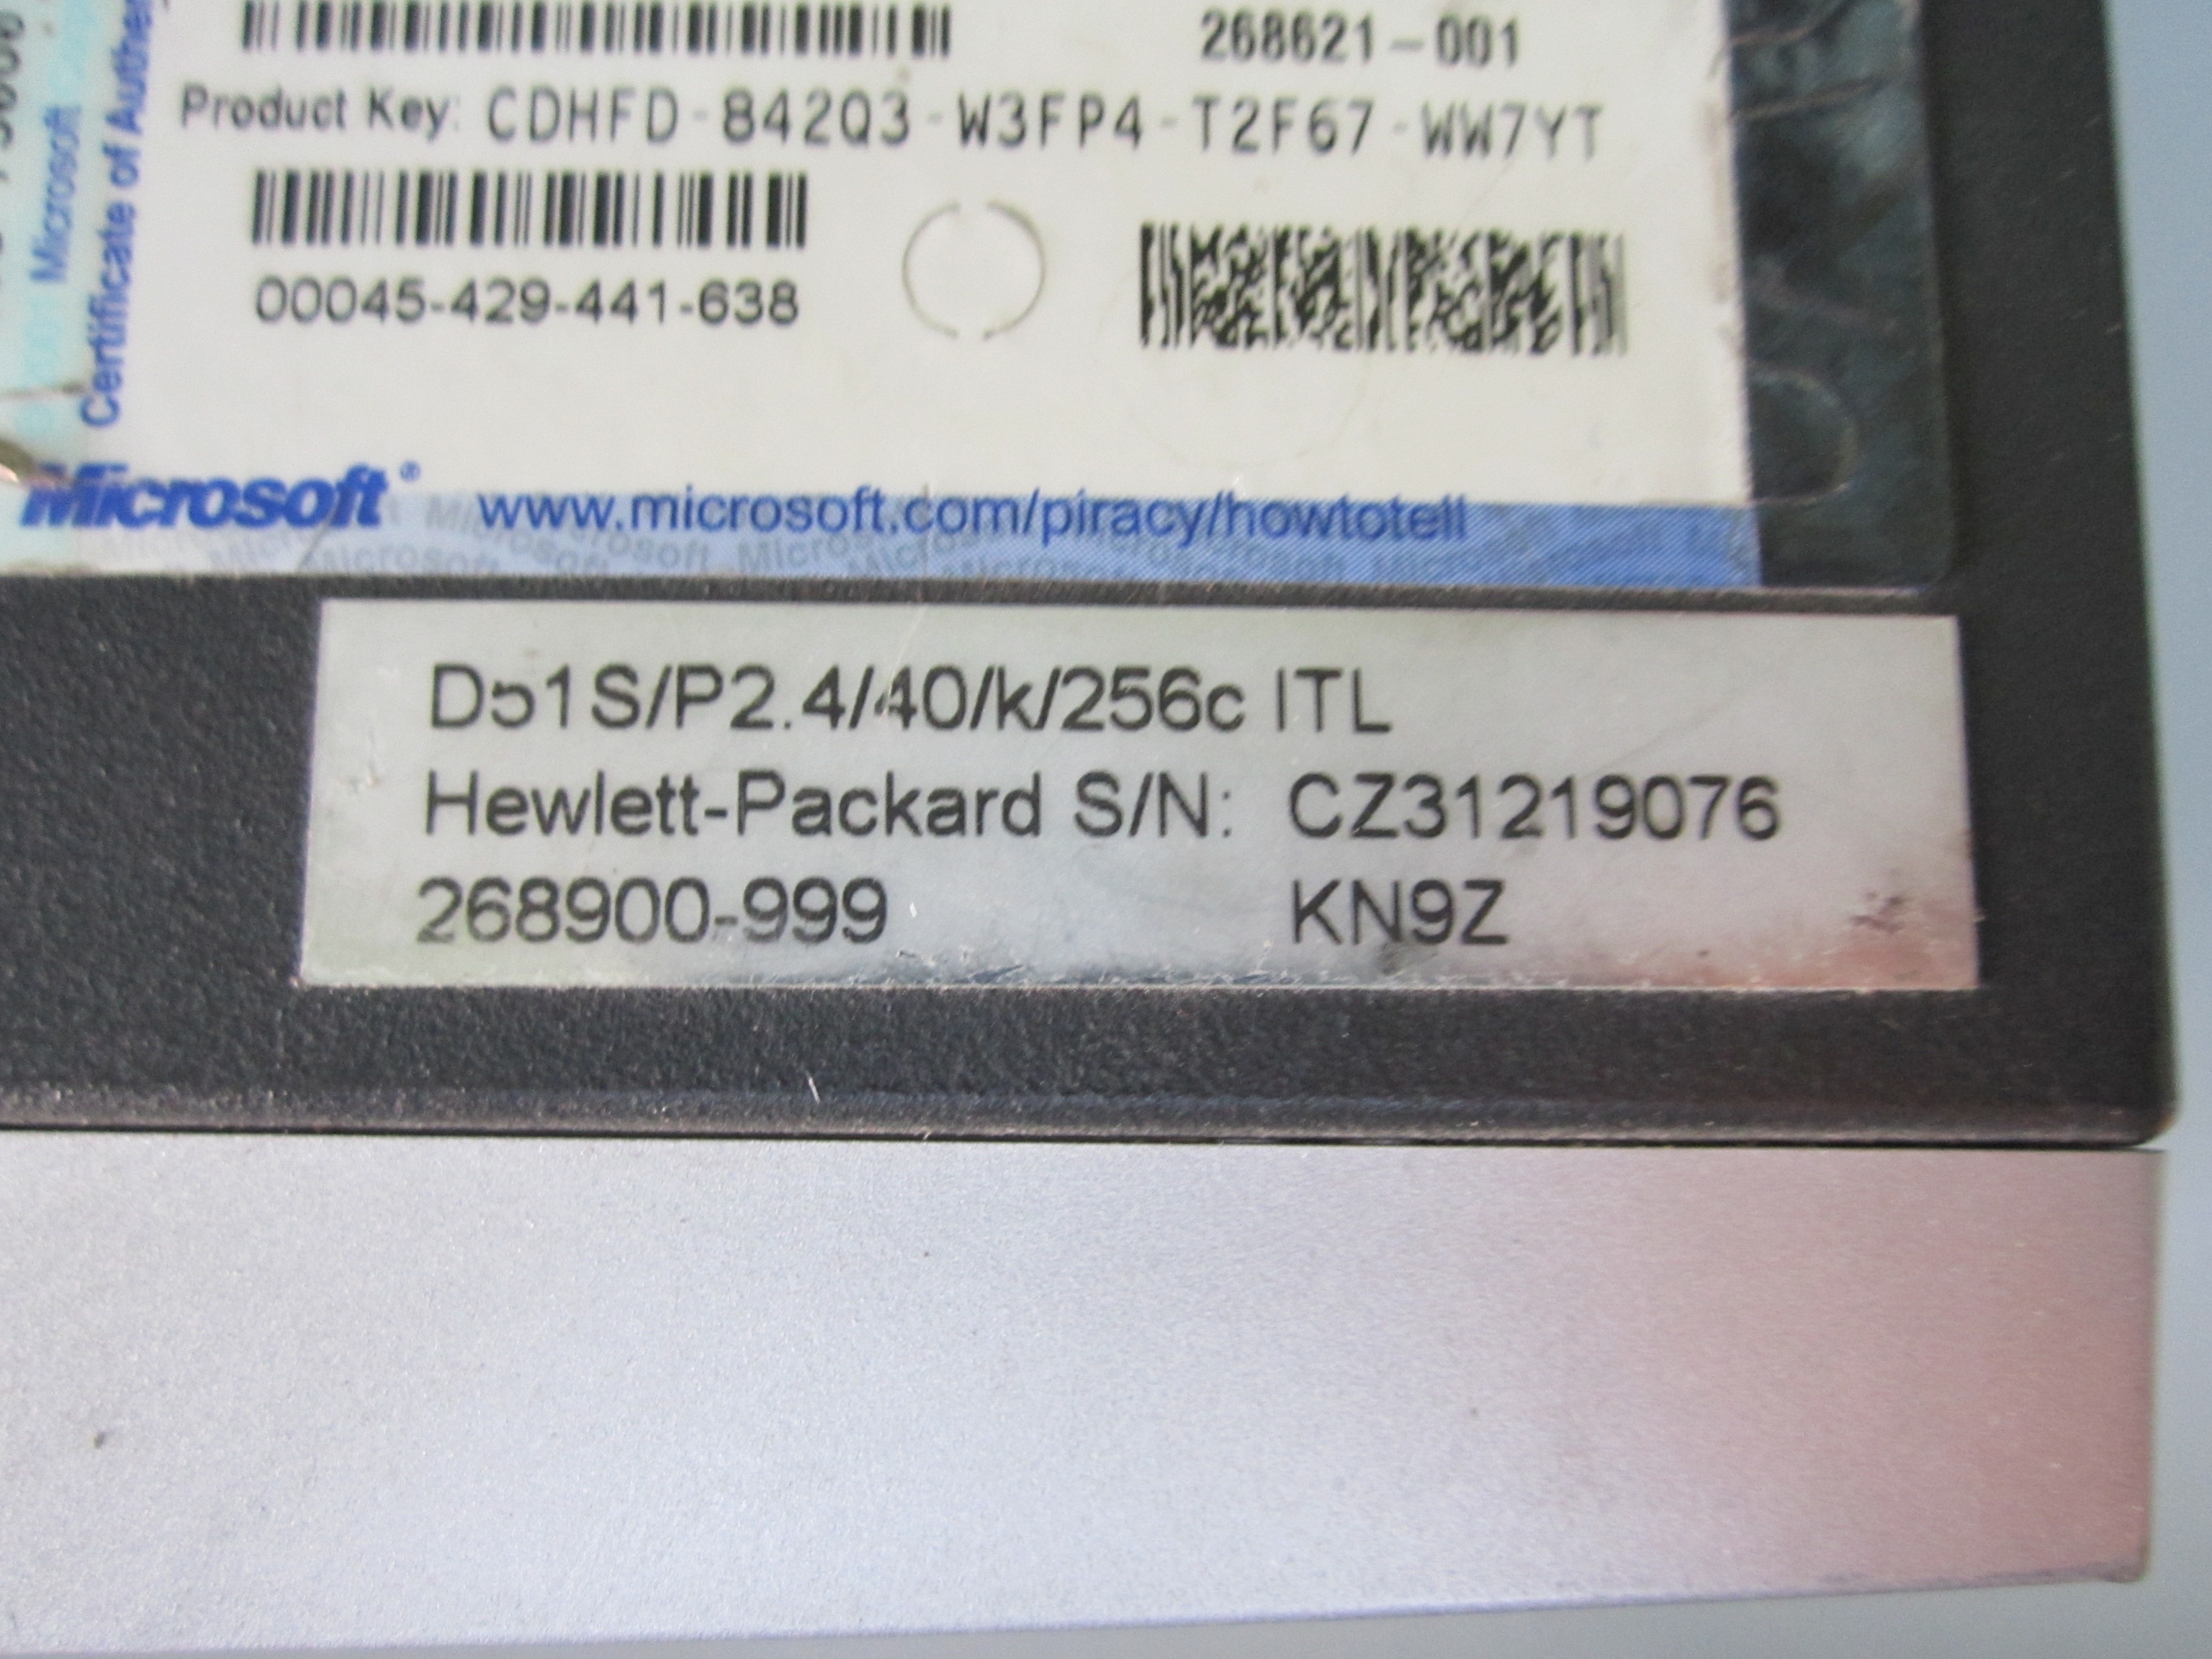 268621-001
Product Key: CDHFD-842Q3-W3FP4-T2F67-WW7YT
00045-429-441-638
Certificate of Authen
Microsoft
Microsoft® www.microsoft.com/piracy/howtotell
D51S/P2.4/40/k/256c ITL
Hewlett-Packard S/N: CZ31219076
268900-999 KN9Z